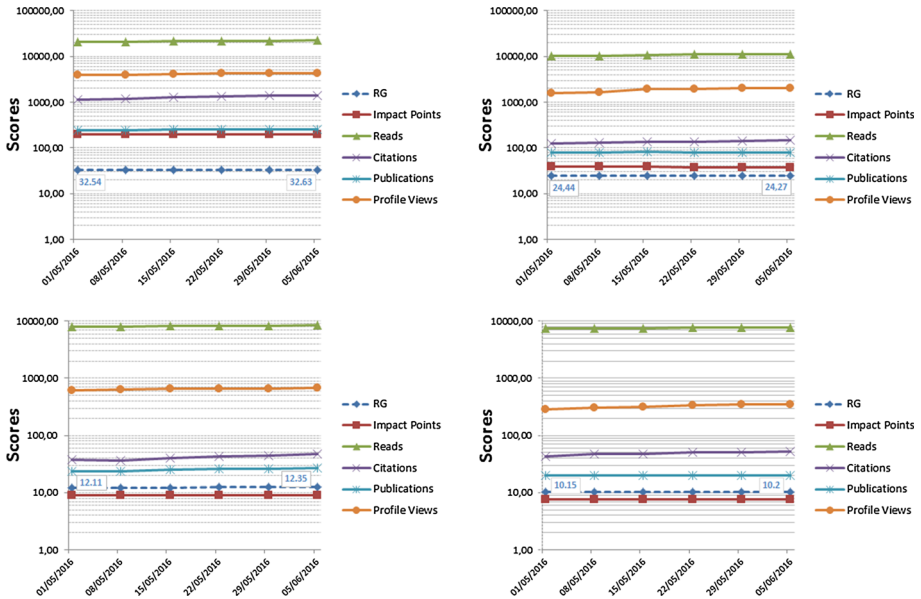 100000,00
10000,00
1000,00
100,00
10,00
1,00
Scores
32.54
32.63
01/05/2016
08/05/2016
15/05/2016
22/05/2016
29/05/2016
05/06/2016
RG
Impact Points
Reads
Citations
Publications
Profile Views
100000,00
10000,00
1000,00
100,00
10,00
1,00
Scores
24,44
24,27
01/05/2016
08/05/2016
15/05/2016
22/05/2016
29/05/2016
05/06/2016
RG
Impact Points
Reads
Citations
Publications
Profile Views
10000,00
1000,00
100,00
10,00
1,00
Scores
12.11
12.35
01/05/2016
08/05/2016
15/05/2016
22/05/2016
29/05/2016
05/06/2016
RG
Impact Points
Reads
Citations
Publications
Profile Views
10000,00
1000,00
100,00
10,00
1,00
Scores
10.15
10.2
01/05/2016
08/05/2016
15/05/2016
22/05/2016
29/05/2016
05/06/2016
RG
Impact Points
Reads
Citations
Publications
Profile Views